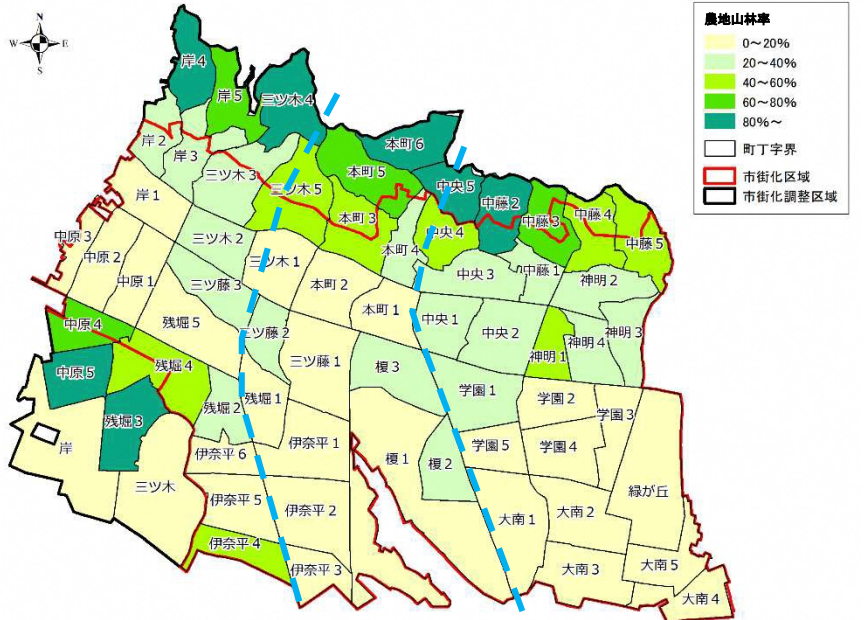 N
W
E
S
農地山林率
0～20%
20～40%
40～60%
60～80%
80%～
町丁字界
市街化区域
市街化調整区域
岸４
岸５
三ツ木４
岸２
岸３
三ツ木３
三ツ木５
本町６
本町５
本町３
中央５
中藤２
中藤３
中藤４
中藤５
岸１
中原３
中原２
中原１
三ツ木２
三ツ木１
本町４
中央４
中央３
中藤１
神明２
三ツ藤３
本町２
本町１
中央１
中央２
神明１
神明４
神明３
中原４
残堀５
三ツ藤２
三ツ藤１
榎３
中原５
残堀４
残堀３
残堀２
残堀１
学園１
学園２
学園３
岸
三ツ木
伊奈平６
伊奈平１
榎１
榎２
学園５
学園４
緑が丘
伊奈平５
伊奈平２
大南１
大南２
伊奈平４
伊奈平３
大南３
大南５
大南４